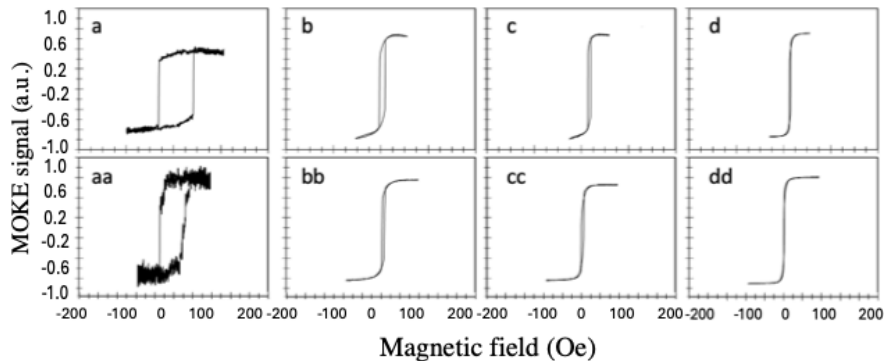 MOKE signal (a.u.)
1.0
0.6
0.2
-0.2
-0.6
-1.0
a
b
c
d
1.0
0.6
0.2
-0.2
-0.6
-1.0
aa
bb
cc
dd
-200 -100 0 100 200 -200 -100 0 100 200 -200 -100 0 100 200 -200 -100 0 100 200
Magnetic field (Oe)